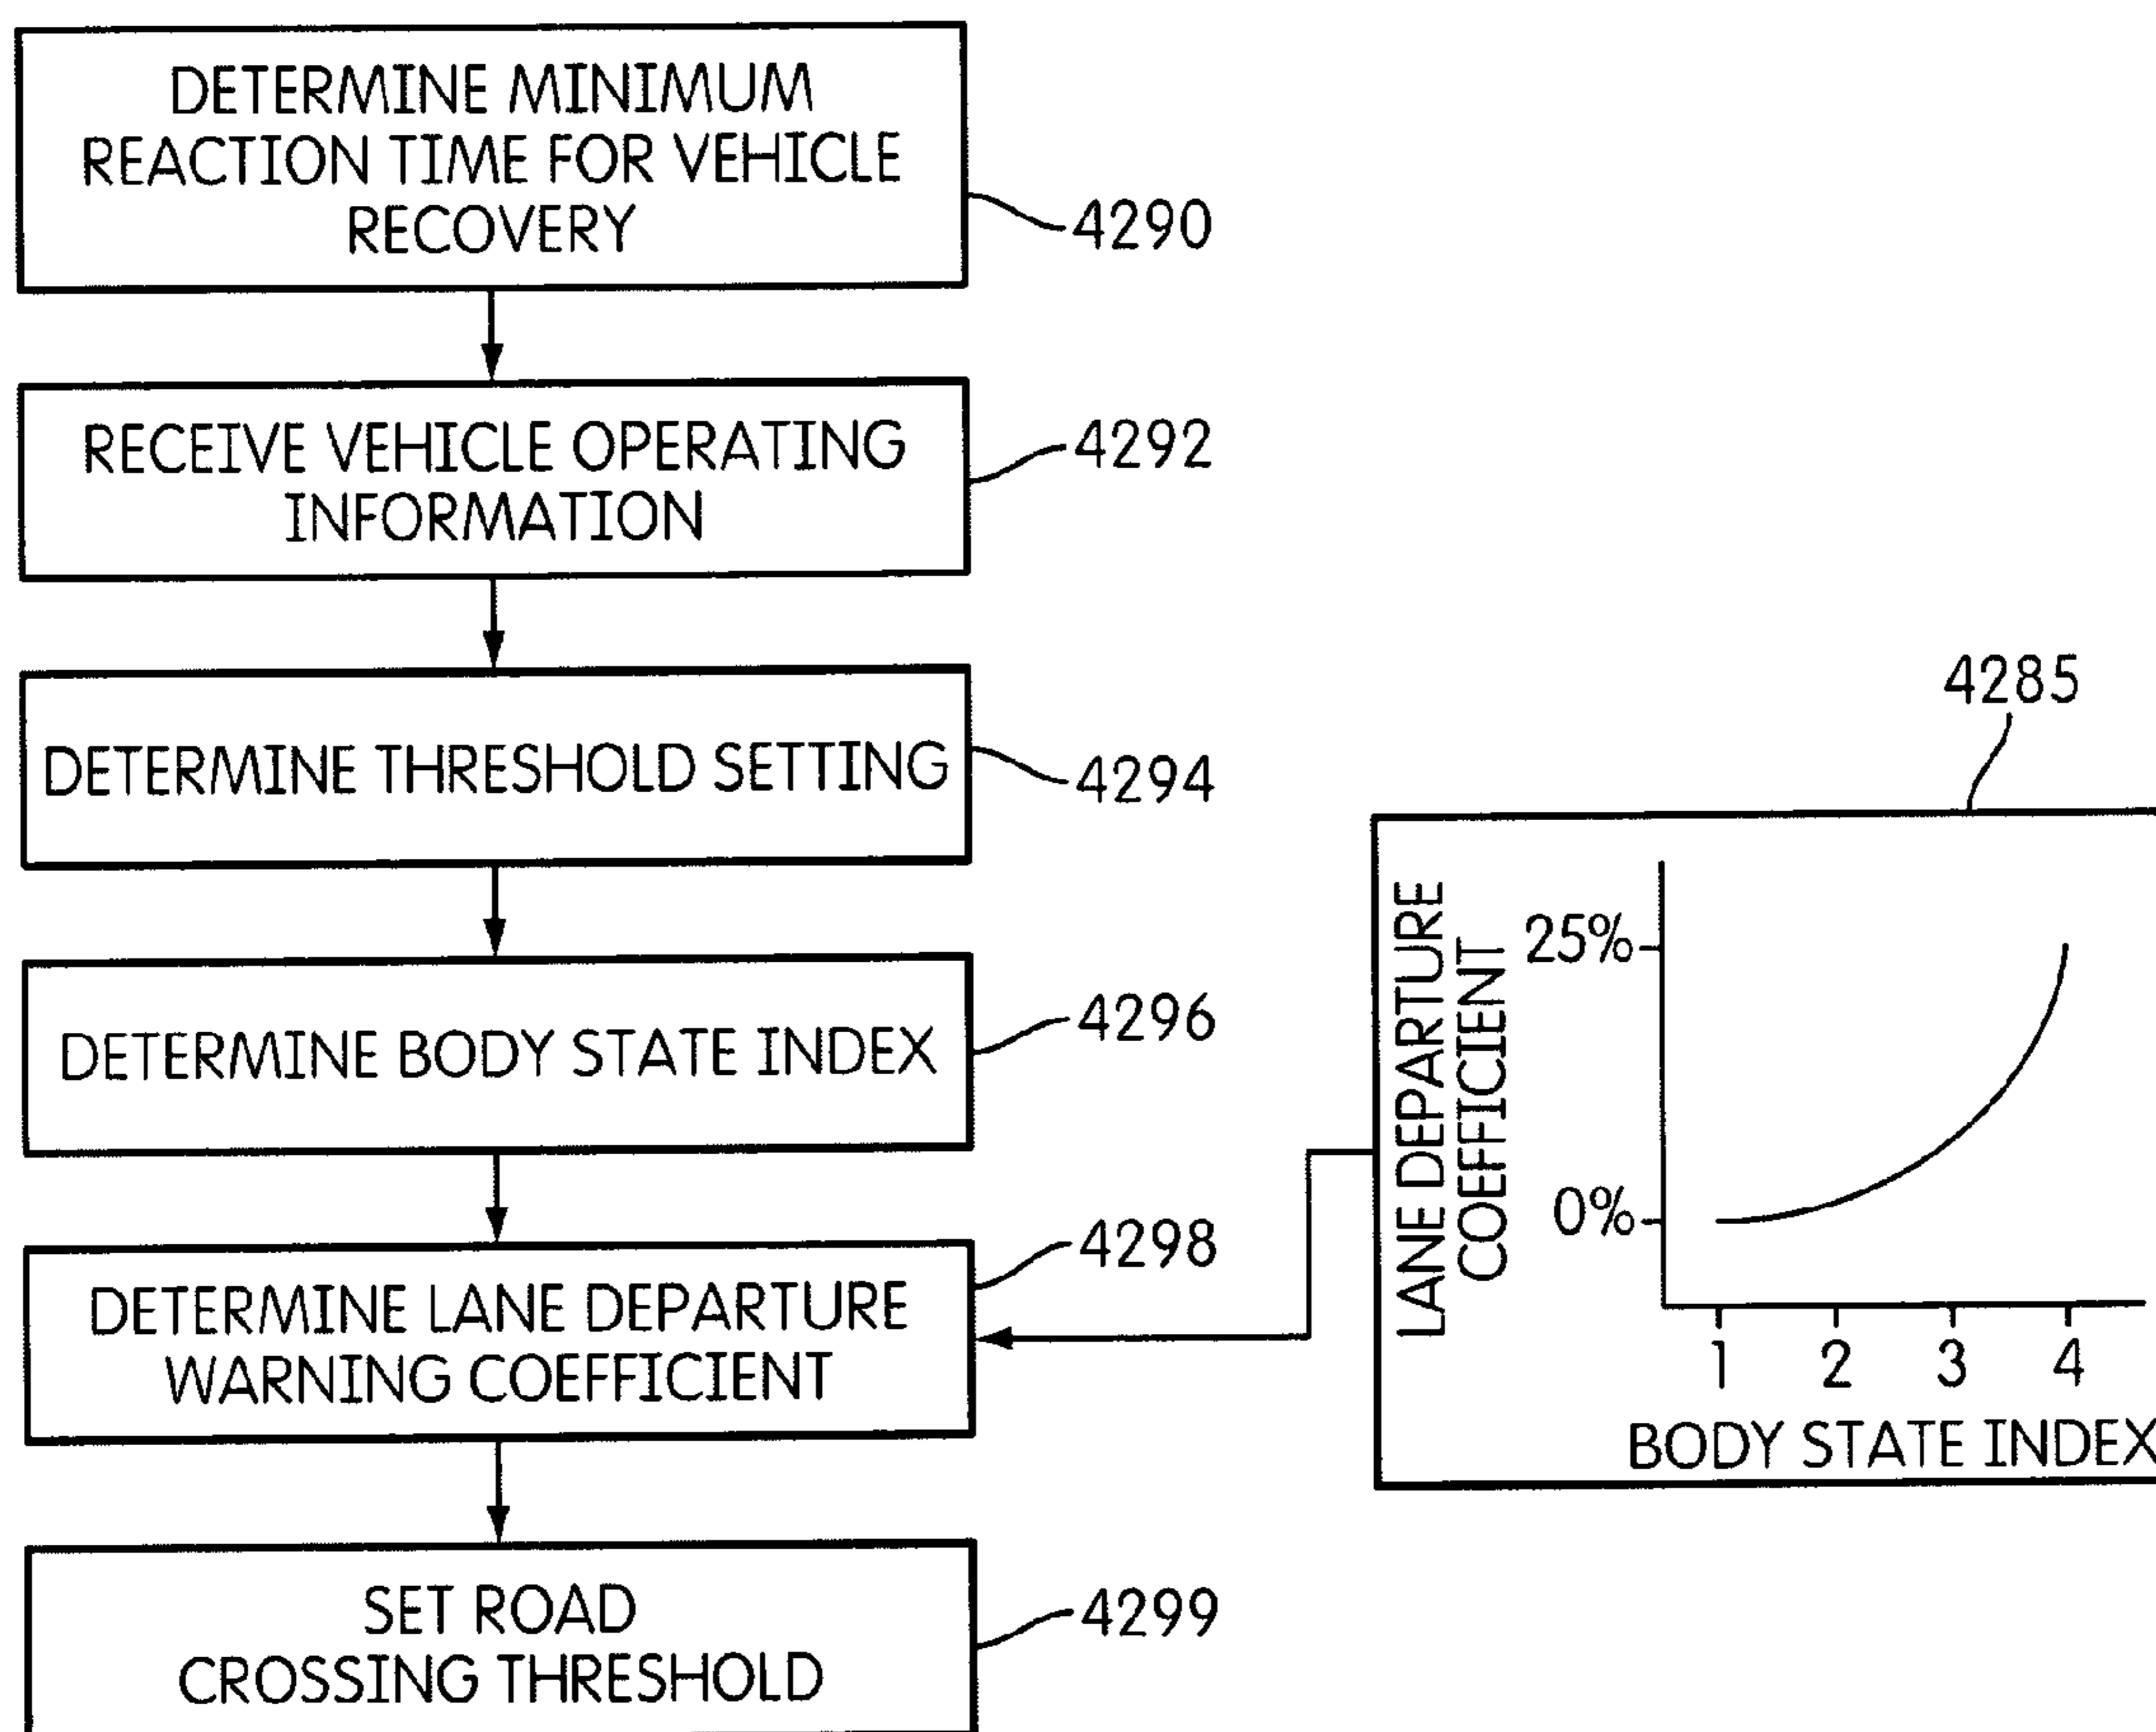 DETERMINE MINIMUM
REACTION TIME FOR VEHICLE
RECOVERY
4290
RECEIVE VEHICLE OPERATING
INFORMATION
4292
DETERMINE THRESHOLD SETTING
4294
DETERMINE BODY STATE INDEX
4296
DETERMINE LANE DEPARTURE
WARNING COEFFICIENT
4298
SET ROAD
CROSSING THRESHOLD
4299
4285
LANE DEPARTURE
COEFFICIENT
25%
0%
1 2 3 4
BODY STATE INDEX